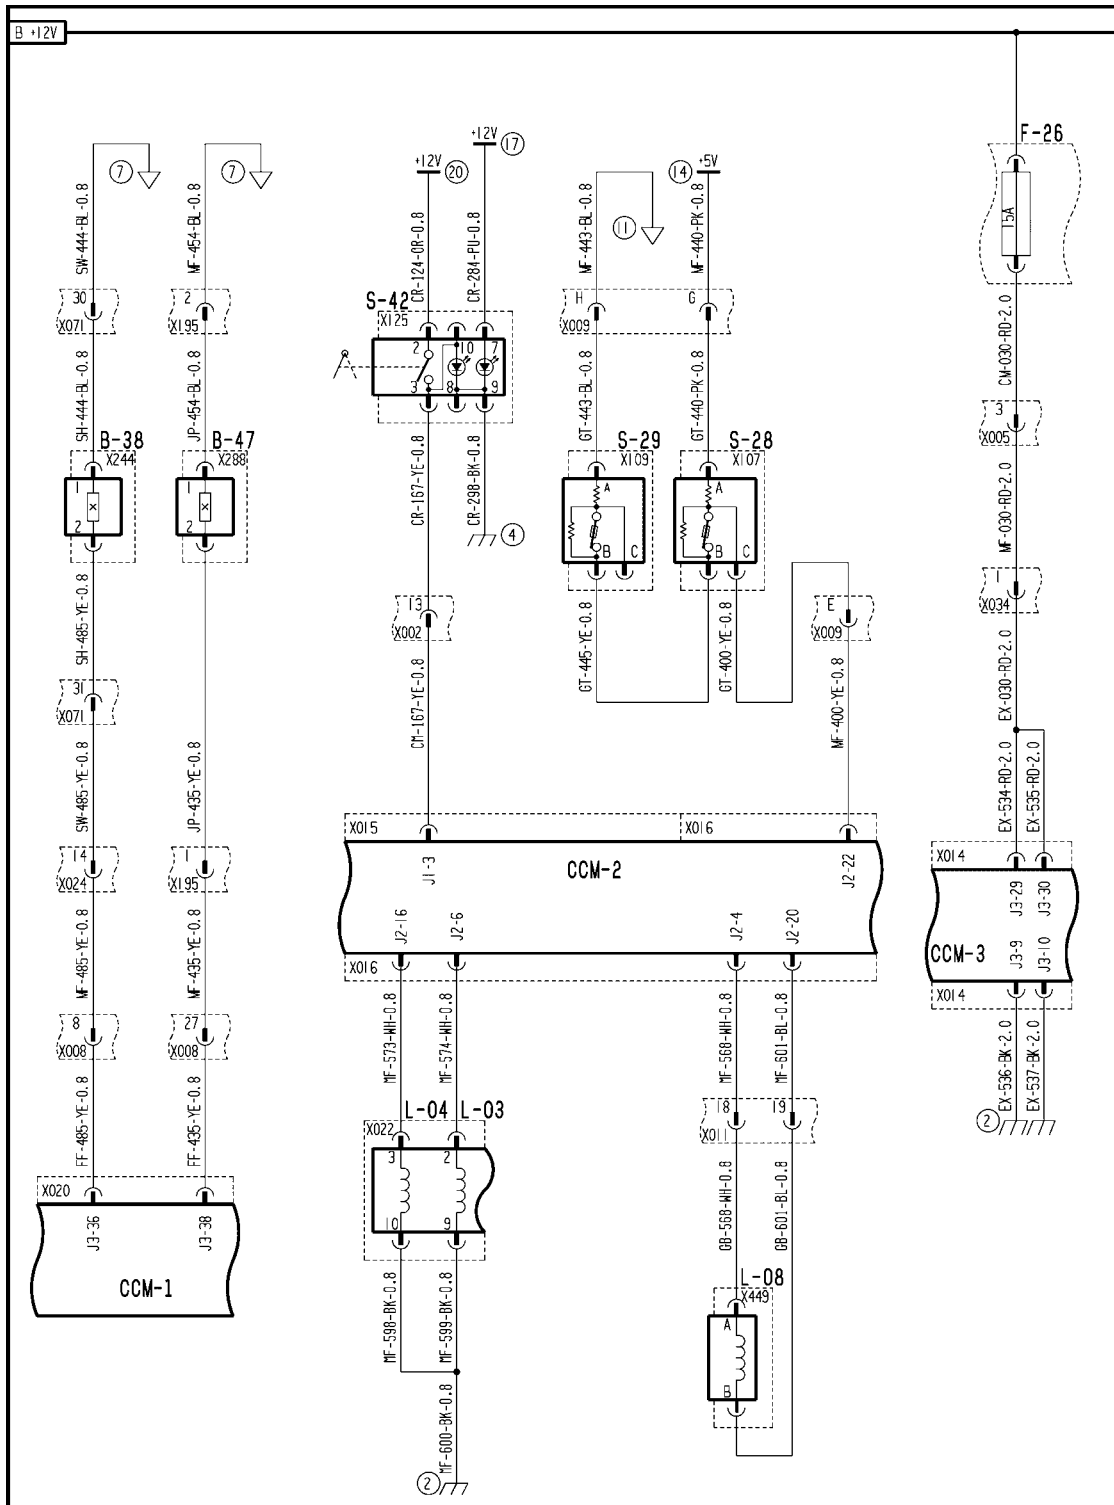 B +12V
F-26
15A
+12V 17
+12V 20
14 +5V
7
7
11
SW-444-BL-0.8
MF-454-BL-0.8
CR-124-OR-0.8
CR-284-PU-0.8
MF-443-BL-0.8
MF-440-PK-0.8
30
X071
2
X195
S-42
X125
H G
X009
2 10 7
3 8 9
CM-030-RD-2.0
SH-444-BL-0.8
JP-454-BL-0.8
GT-443-BL-0.8
GT-440-PK-0.8
3
X005
B-38
X244
B-47
X288
S-29
X109
S-28
X107
1
2
1
2
A
B C
A
B C
CR-167-YE-0.8
CR-298-BK-0.8
4
MF-030-RD-2.0
1
X034
13
X002
E
X009
SH-485-YE-0.8
GT-445-YE-0.8
GT-400-YE-0.8
EX-030-RD-2.0
31
X071
CM-167-YE-0.8
MF-400-YE-0.8
SW-485-YE-0.8
JP-435-YE-0.8
EX-534-RD-2.0
EX-535-RD-2.0
X015
X016
X014
14
X024
1
X195
J1-3
CCM-2
J2-22
J3-29
J3-30
J2-16
J2-6
J2-4
J2-20
CCM-3
J3-9
J3-10
X016
X014
MF-485-YE-0.8
MF-435-YE-0.8
8
X008
27
X008
MF-573-WH-0.8
MF-574-WH-0.8
MF-568-WH-0.8
MF-601-BL-0.8
EX-536-BK-2.0
EX-537-BK-2.0
2
L-04 L-03
X022
3 2
10 9
18 19
X011
FF-485-YE-0.8
FF-435-YE-0.8
GB-568-WH-0.8
GB-601-BL-0.8
X020
J3-36
J3-38
CCM-1
L-08
X449
A
B
MF-598-BK-0.8
MF-599-BK-0.8
MF-600-BK-0.8
2